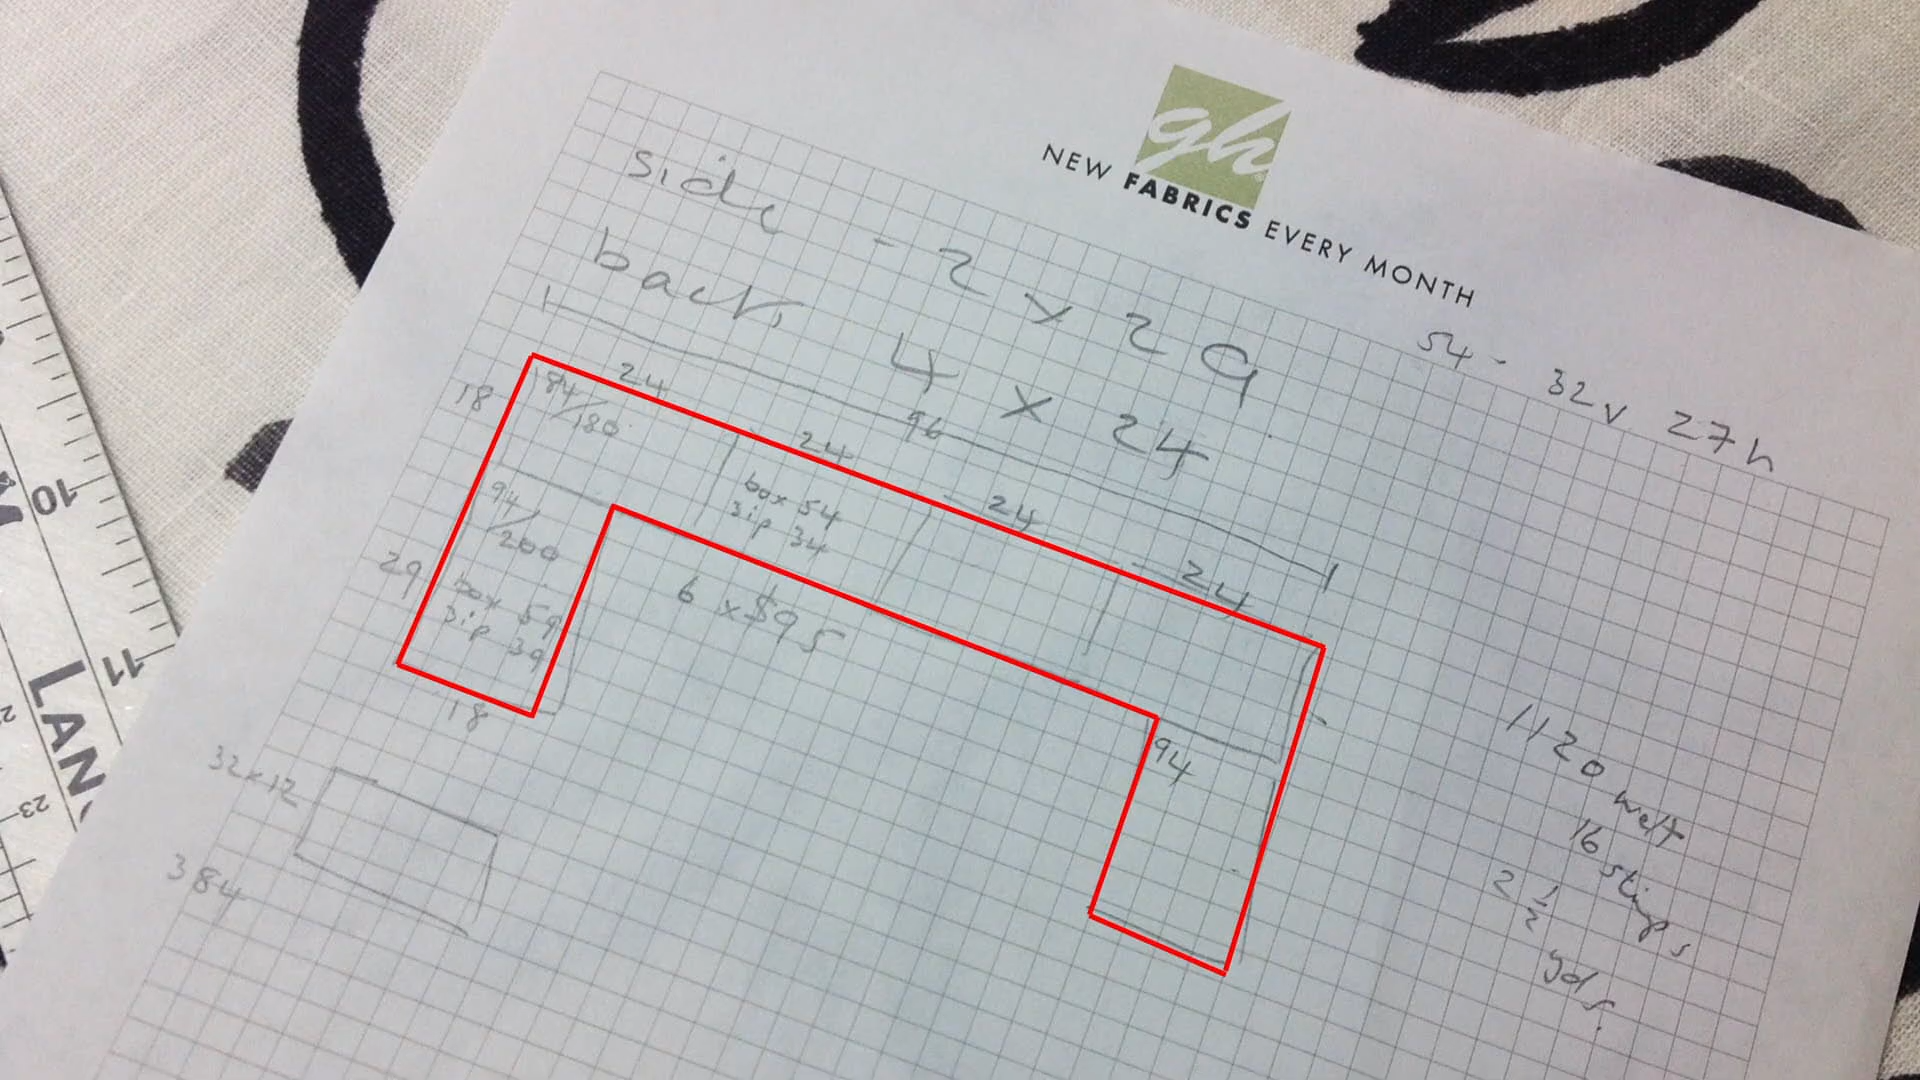 gh
NEW FABRICS EVERY MONTH
side - 2 x 29
back 4 x 24
54 - 32v 27h
96
24
24
24
24
18
84/180
94/200
box 54
zip 34
29
box 59
zip 39
6 x $95
18
94
32x12
384
1120 welt
16 strips
2 1/2
yds.
10
11
LAN
23